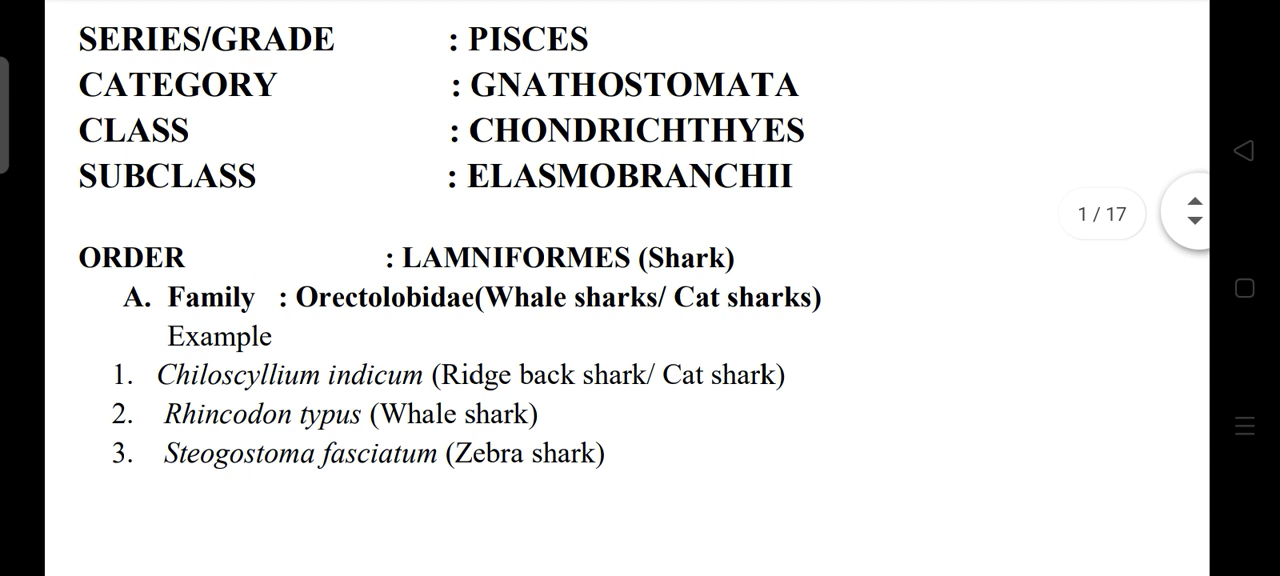 SERIES/GRADE : PISCES
CATEGORY : GNATHOSTOMATA
CLASS : CHONDRICHTHYES
SUBCLASS : ELASMOBRANCHII
1 / 17
ORDER : LAMNIFORMES (Shark)
A. Family : Orectolobidae(Whale sharks/ Cat sharks)
Example
1. Chiloscyllium indicum (Ridge back shark/ Cat shark)
2. Rhincodon typus (Whale shark)
3. Steogostoma fasciatum (Zebra shark)